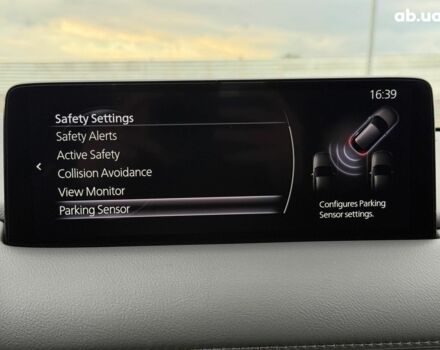 ab.ua
16:39
Safety Settings
Safety Alerts
Active Safety
Collision Avoidance
View Monitor
Parking Sensor
Configures Parking
Sensor settings.